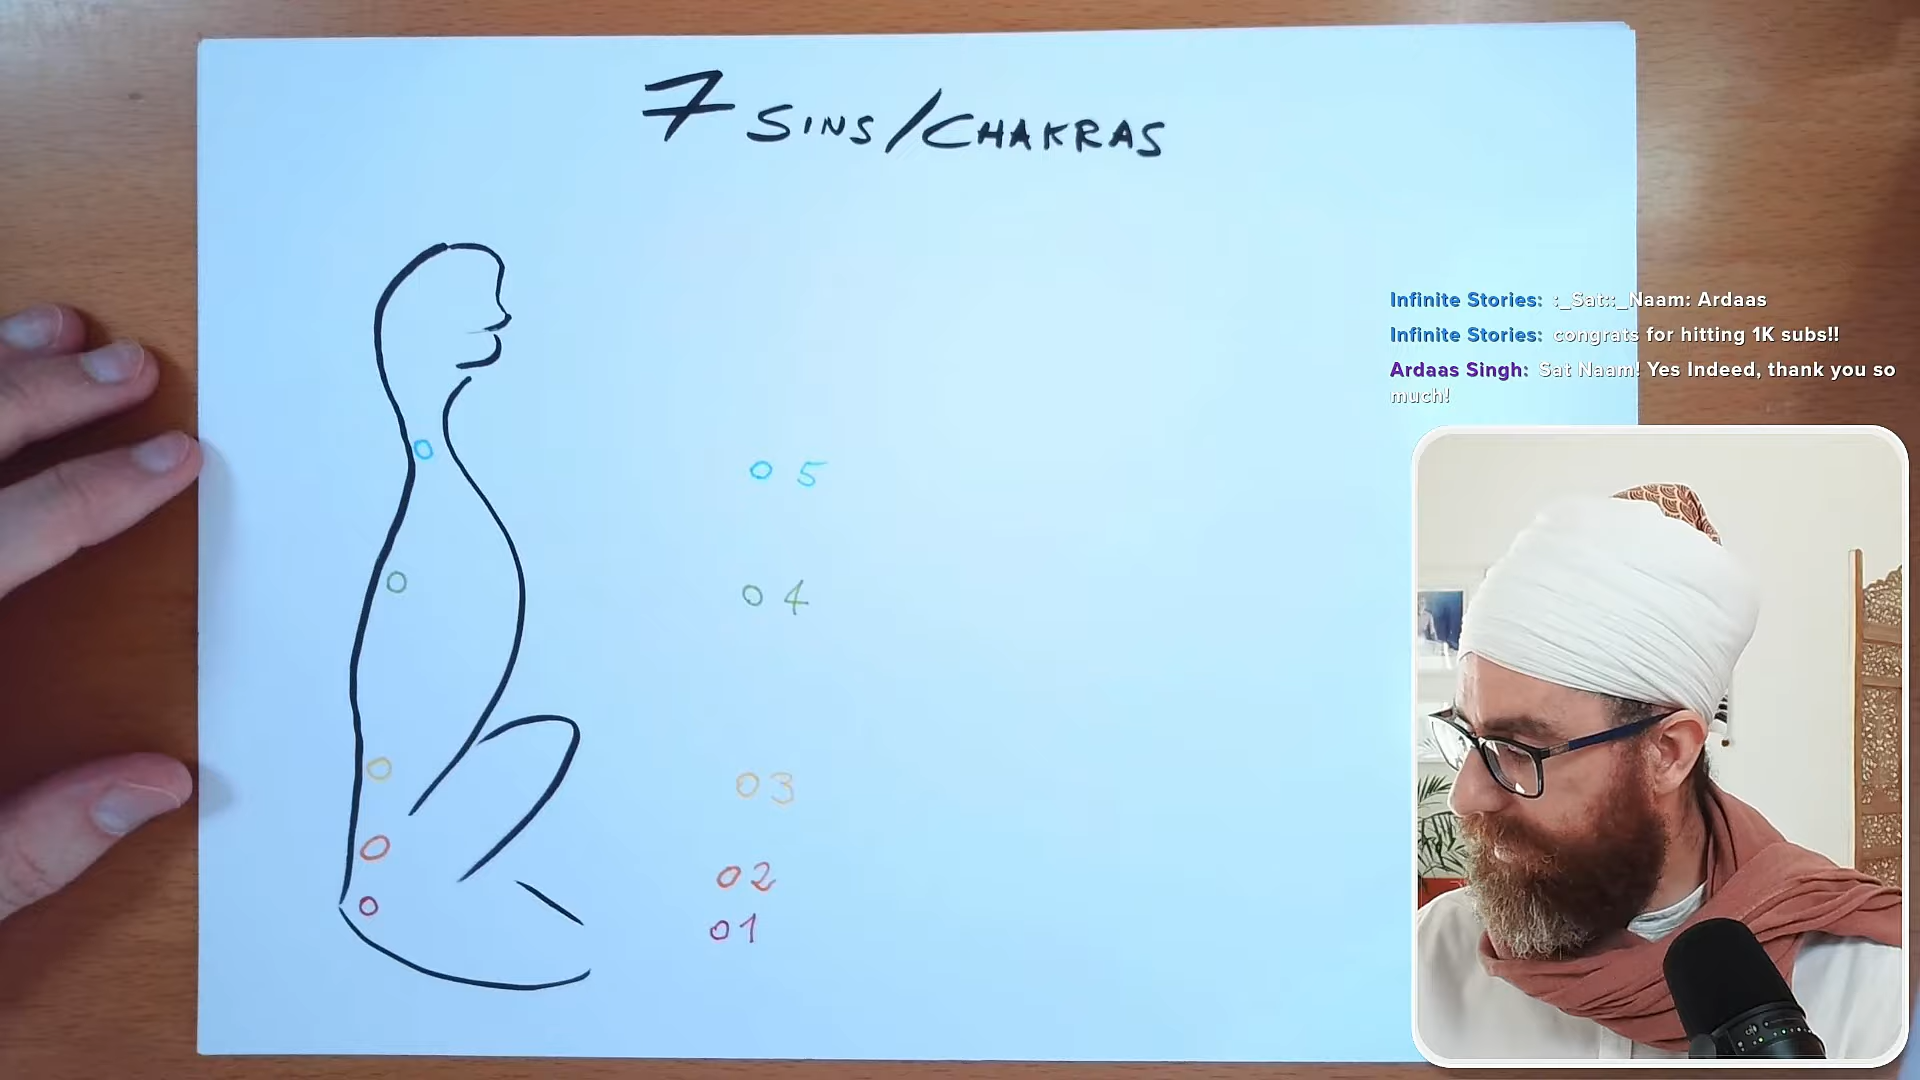 7 SINS/CHAKRAS
Infinite Stories: :_Sat::_Naam: Ardaas
Infinite Stories: congrats for hitting 1K subs!!
Ardaas Singh: Sat Naam! Yes Indeed, thank you so
much!
5
4
3
2
1